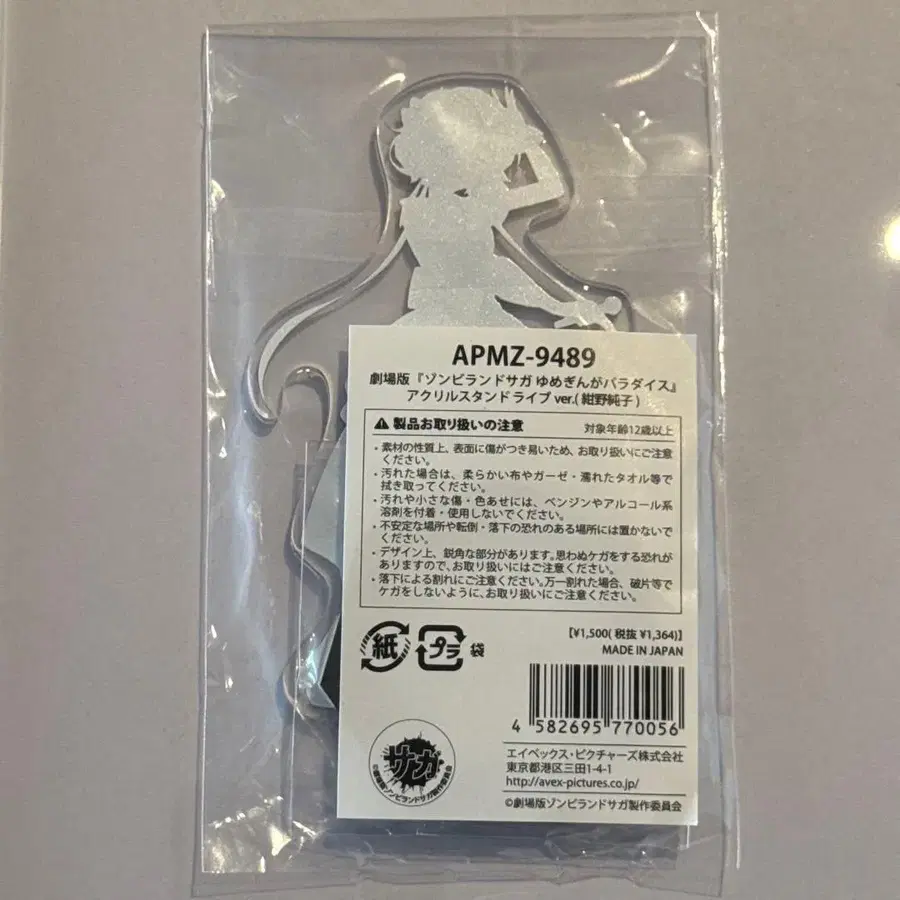 APMZ-9489
劇場版『ゾンビランドサガ ゆめぎんがパラダイス』
アクリルスタンドライブ ver.( 紺野純子 )
製品お取り扱いの注意 対象年齢12歳以上
・素材の性質上、表面に傷がつき易いため、お取り扱いにご注意
ください。
・汚れた場合は、柔らかい布やガーゼ・濡れたタオル等で
拭き取ってください。
・汚れや小さな傷・色あせには、ベンジンやアルコール系
溶剤を付着・使用しないでください。
・不安定な場所や転倒・落下の恐れのある場所には置かないで
ください。
・デザイン上、鋭角な部分があります。思わぬケガをする恐れが
ありますので、お取り扱いにはご注意ください。
・落下による割れにご注意ください。万一割れた場合、破片等で
ケガをしないように、お取り扱いください。
【¥1,500( 税抜 ¥1,364)】
MADE IN JAPAN
紙 プラ 袋
4 582695 770056
サガ
エイベックス・ピクチャーズ株式会社
東京都港区三田1-4-1
http://avex-pictures.co.jp/
©劇場版ゾンビランドサガ製作委員会
©劇場版ゾンビランドサガ製作委員会